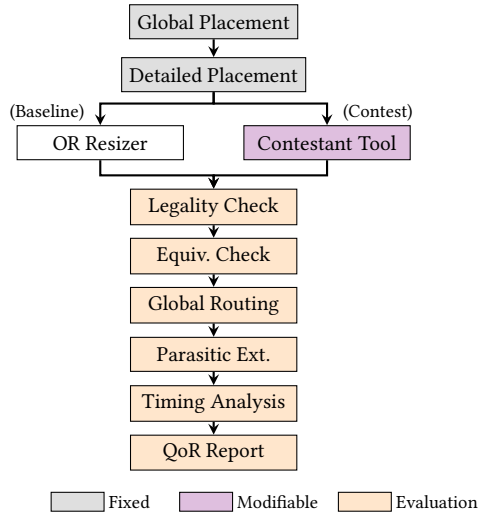 Global Placement
Detailed Placement
(Baseline)
(Contest)
OR Resizer
Contestant Tool
Legality Check
Equiv. Check
Global Routing
Parasitic Ext.
Timing Analysis
QoR Report
Fixed
Modifiable
Evaluation